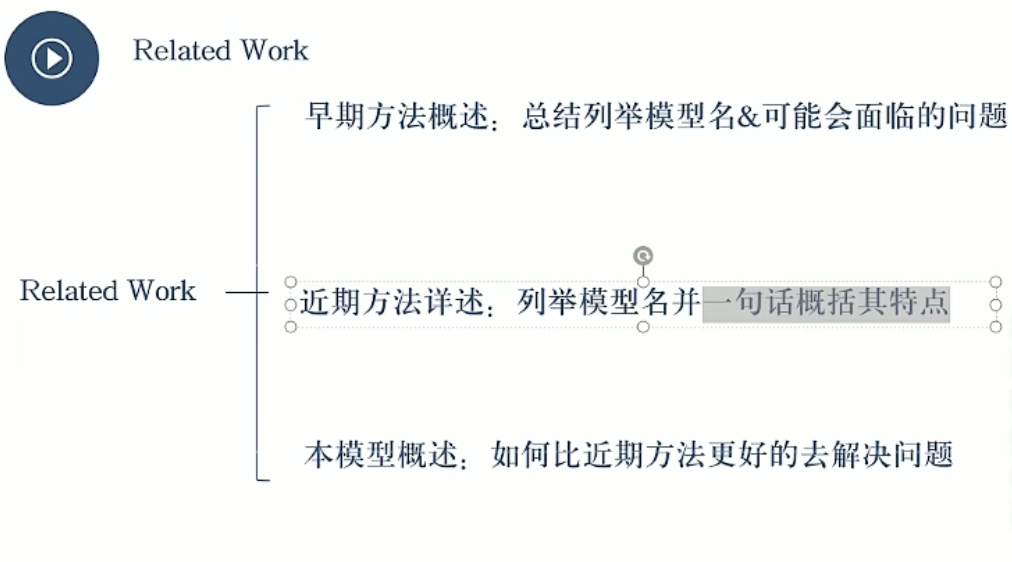 Related Work
早期方法概述：总结列举模型名&可能会面临的问题
Related Work
近期方法详述：列举模型名并一句话概括其特点
本模型概述：如何比近期方法更好的去解决问题